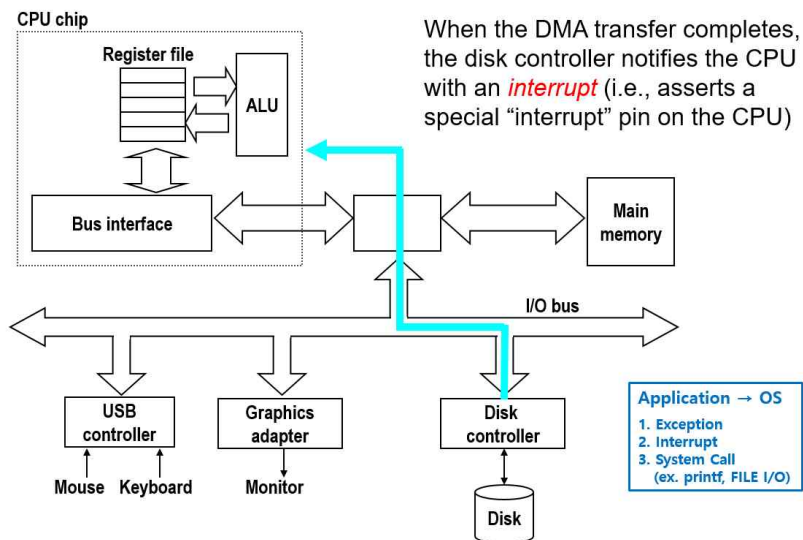 CPU chip
When the DMA transfer completes,
the disk controller notifies the CPU
with an interrupt (i.e., asserts a
special “interrupt” pin on the CPU)
Register file
ALU
Bus interface
Main
memory
I/O bus
USB
controller
Graphics
adapter
Disk
controller
Mouse
Keyboard
Monitor
Disk
Application → OS
1. Exception
2. Interrupt
3. System Call
(ex. printf, FILE I/O)